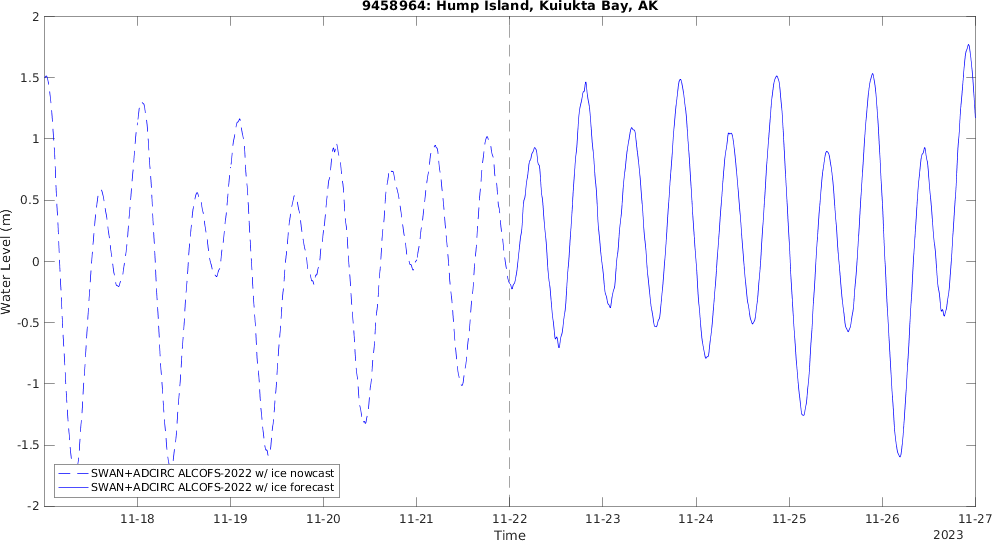 9458964: Hump Island, Kuiukta Bay, AK
2
1.5
1
0.5
0
-0.5
-1
-1.5
-2
Water Level (m)
SWAN+ADCIRC ALCOFS-2022 w/ ice nowcast
SWAN+ADCIRC ALCOFS-2022 w/ ice forecast
11-18 11-19 11-20 11-21 11-22 11-23 11-24 11-25 11-26 11-27
Time
2023